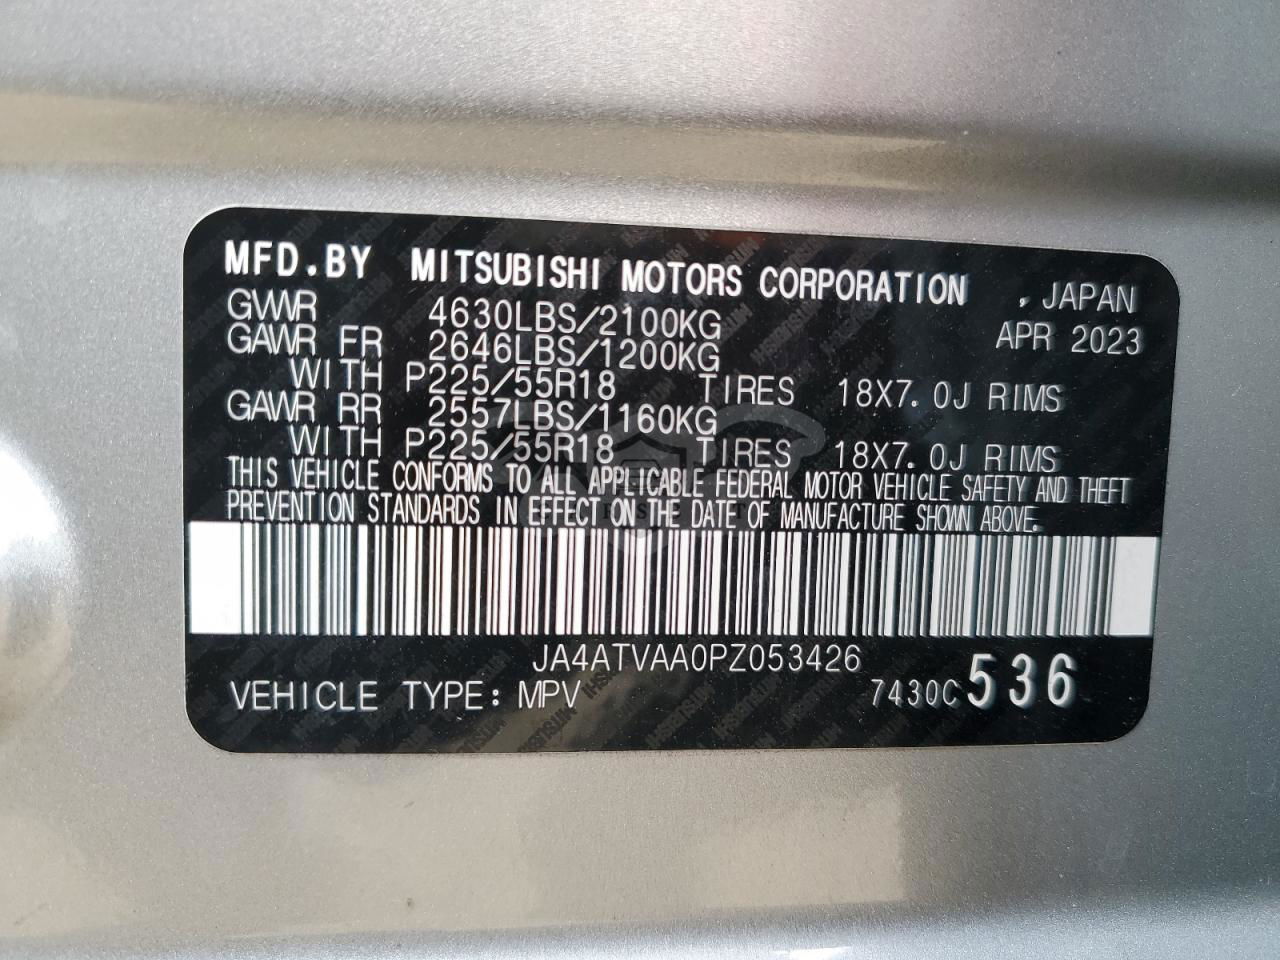 MFD.BY MITSUBISHI MOTORS CORPORATION , JAPAN
GVWR 4630LBS/2100KG APR 2023
GAWR FR 2646LBS/1200KG
WITH P225/55R18 TIRES 18X7.0J RIMS
GAWR RR 2557LBS/1160KG
WITH P225/55R18 TIRES 18X7.0J RIMS
THIS VEHICLE CONFORMS TO ALL APPLICABLE FEDERAL MOTOR VEHICLE SAFETY AND THEFT
PREVENTION STANDARDS IN EFFECT ON THE DATE OF MANUFACTURE SHOWN ABOVE.
JA4ATVAA0PZ053426
VEHICLE TYPE: MPV 7430C 536